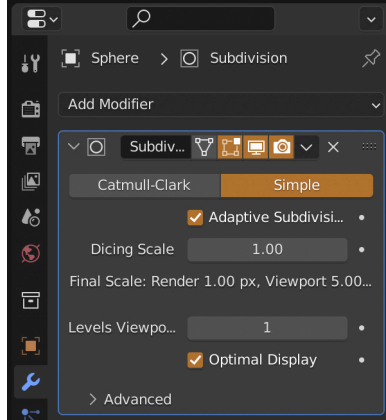 Sphere > Subdivision
Add Modifier
Subdiv...
Catmull-Clark Simple
Adaptive Subdivisi...
Dicing Scale 1.00
Final Scale: Render 1.00 px, Viewport 5.00...
Levels Viewpo... 1
Optimal Display
Advanced